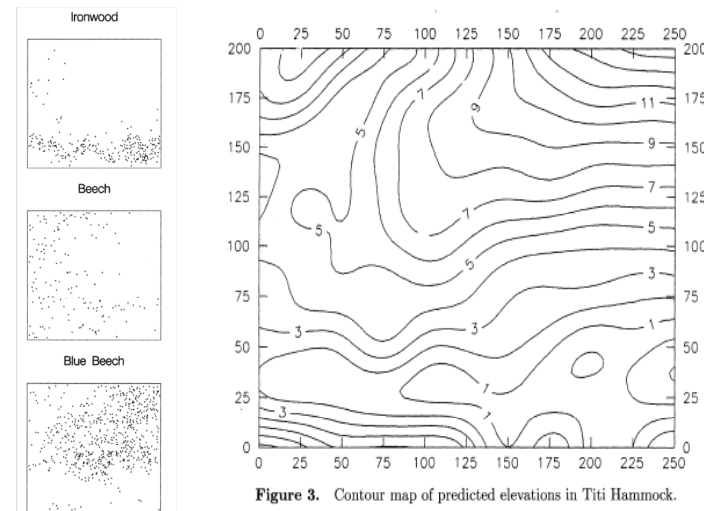 Ironwood
Beech
Blue Beech
0 25 50 75 100 125 150 175 200 225 250
200 200
175 175
150 150
125 125
100 100
75 75
50 50
25 25
0 0
5 7 9 11
9
7
5 7
5 5
3
3 3 1
1
3 1
0 25 50 75 100 125 150 175 200 225 250
Figure 3. Contour map of predicted elevations in Titi Hammock.